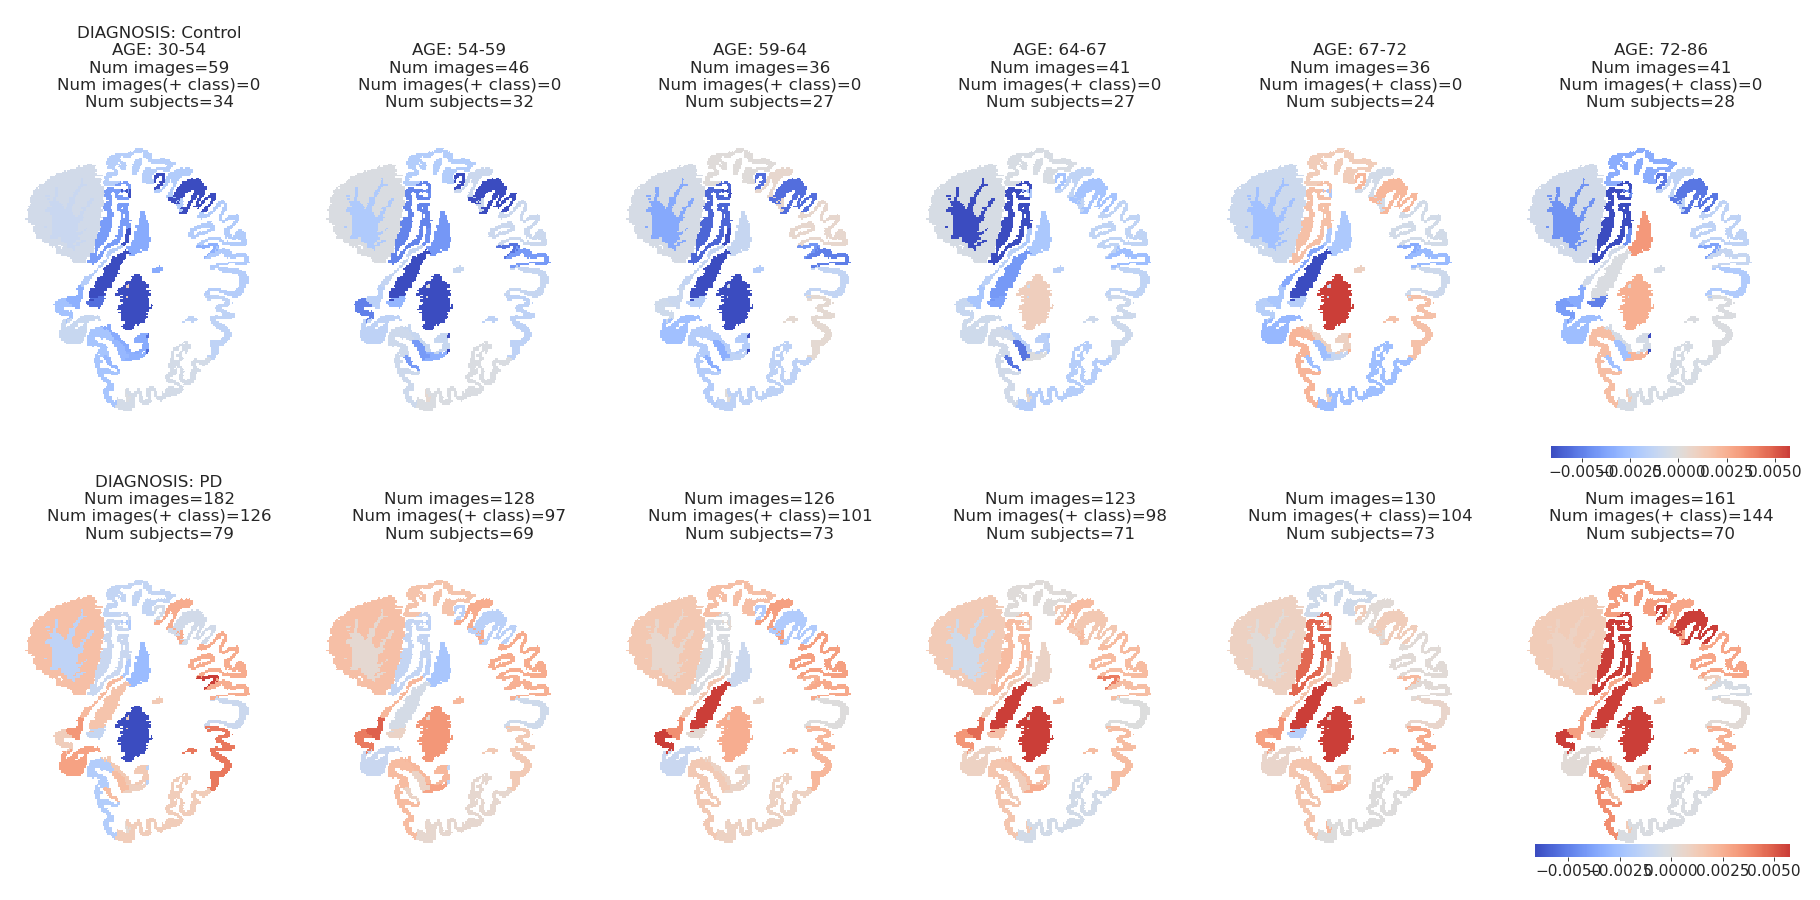 DIAGNOSIS: Control
AGE: 30-54
Num images=59
Num images(+ class)=0
Num subjects=34
AGE: 54-59
Num images=46
Num images(+ class)=0
Num subjects=32
AGE: 59-64
Num images=36
Num images(+ class)=0
Num subjects=27
AGE: 64-67
Num images=41
Num images(+ class)=0
Num subjects=27
AGE: 67-72
Num images=36
Num images(+ class)=0
Num subjects=24
AGE: 72-86
Num images=41
Num images(+ class)=0
Num subjects=28
−0.0050 −0.0025 0.0000 0.0025 0.0050
DIAGNOSIS: PD
Num images=182
Num images(+ class)=126
Num subjects=79
Num images=128
Num images(+ class)=97
Num subjects=69
Num images=126
Num images(+ class)=101
Num subjects=73
Num images=123
Num images(+ class)=98
Num subjects=71
Num images=130
Num images(+ class)=104
Num subjects=73
Num images=161
Num images(+ class)=144
Num subjects=70
−0.0050 −0.0025 0.0000 0.0025 0.0050